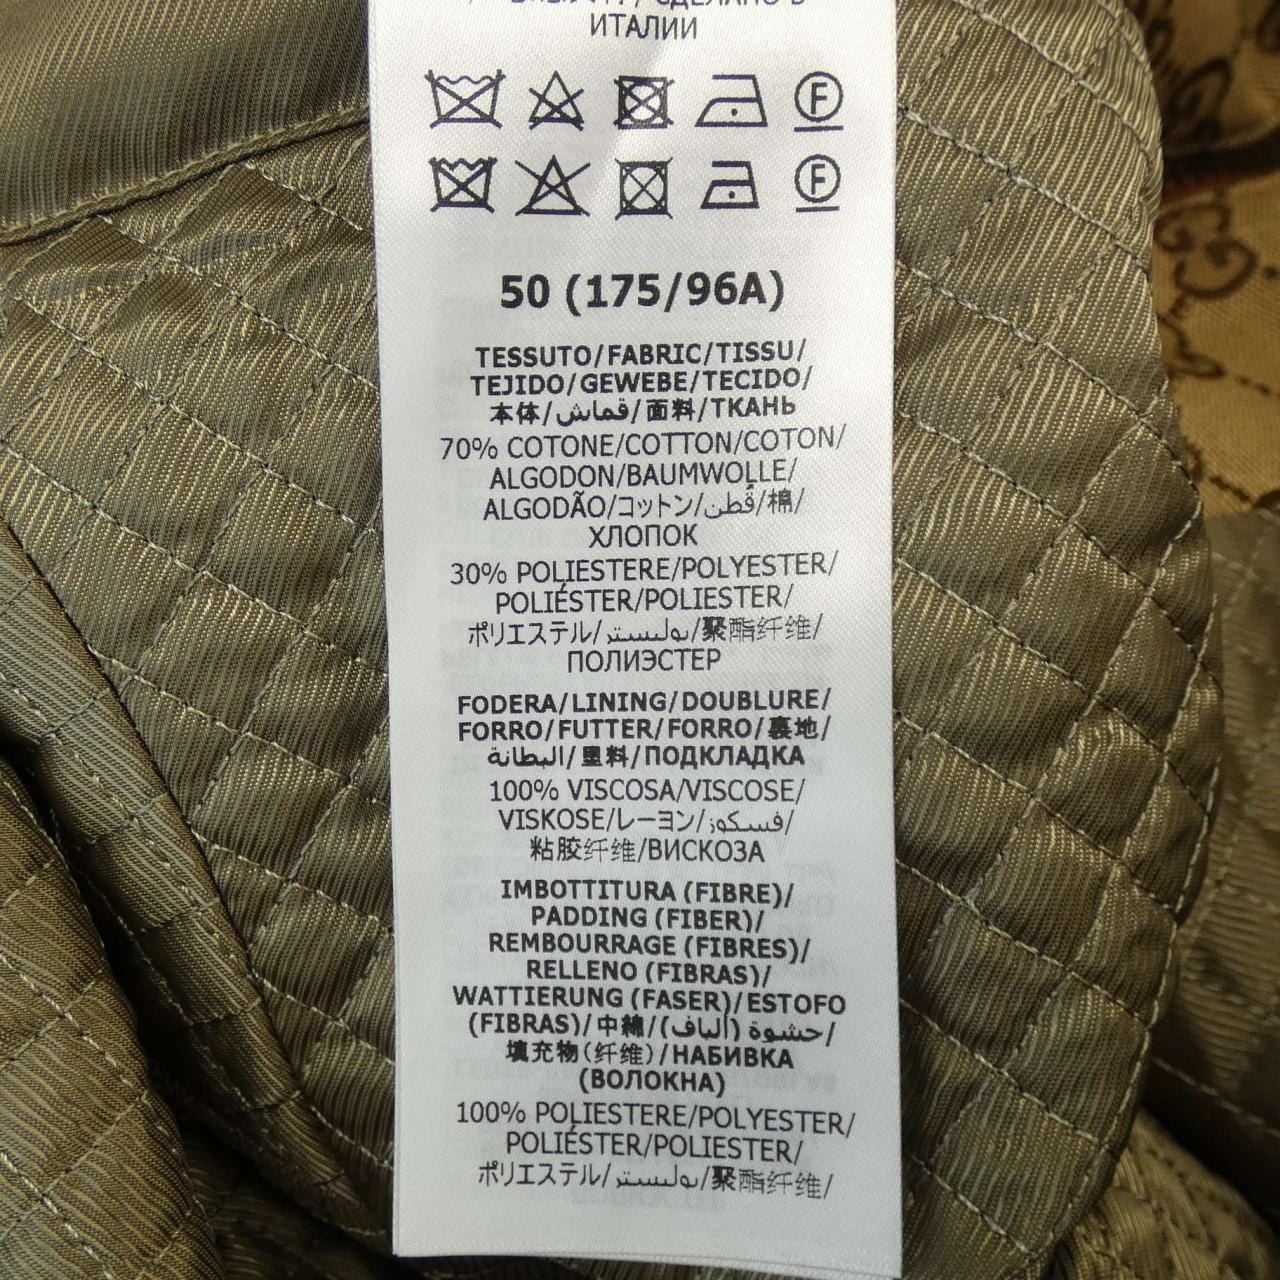 СДЕЛАНО В
ИТАЛИИ
F
F
50 (175/96A)
TESSUTO/FABRIC/TISSU/
TEJIDO/GEWEBE/TECIDO/
本体/قماش/面料/ТКАНЬ
70% COTONE/COTTON/COTON/
ALGODON/BAUMWOLLE/
ALGODÃO/コットン/قُطن/棉/
ХЛОПОК
30% POLIESTERE/POLYESTER/
POLIÉSTER/POLIESTER/
ポリエステル/بوليستر/聚酯纤维/
ПОЛИЭСТЕР
FODERA/LINING/DOUBLURE/
FORRO/FUTTER/FORRO/裏地/
البطانة/里料/ПОДКЛАДКА
100% VISCOSA/VISCOSE/
VISKOSE/レーヨン/فسكوز/
粘胶纤维/ВИСКОЗА
IMBOTTITURA (FIBRE)/
PADDING (FIBER)/
REMBOURRAGE (FIBRES)/
RELLENO (FIBRAS)/
WATTIERUNG (FASER)/ESTOFO
(FIBRAS)/中綿/حشوة (ألياف)/
填充物(纤维)/НАБИВКА
(ВОЛОКНА)
100% POLIESTERE/POLYESTER/
POLIÉSTER/POLIESTER/
ポリエステル/بوليستر/聚酯纤维/